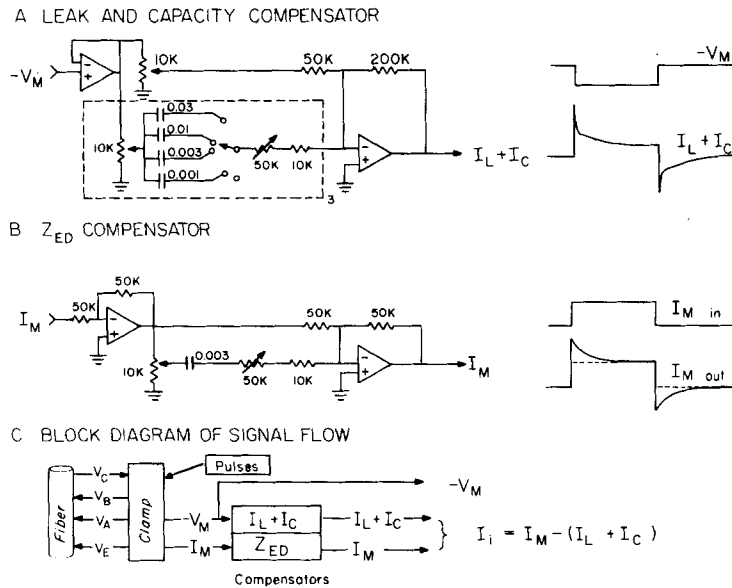 A LEAK AND CAPACITY COMPENSATOR
-V_M
10K
50K
200K
-V_M
0.03
0.01
10K
0.003
0.001
50K
10K
3
I_L + I_C
I_L + I_C
B Z_ED COMPENSATOR
50K
50K
50K
50K
I_M
I_M in
0.003
10K
50K
10K
I_M
I_M out
C BLOCK DIAGRAM OF SIGNAL FLOW
Pulses
Fiber
V_C
V_B
V_A
V_E
Clamp
-V_M
I_M
I_L + I_C
Z_ED
Compensators
-V_M
I_L + I_C
I_M
I_i = I_M - (I_L + I_C)